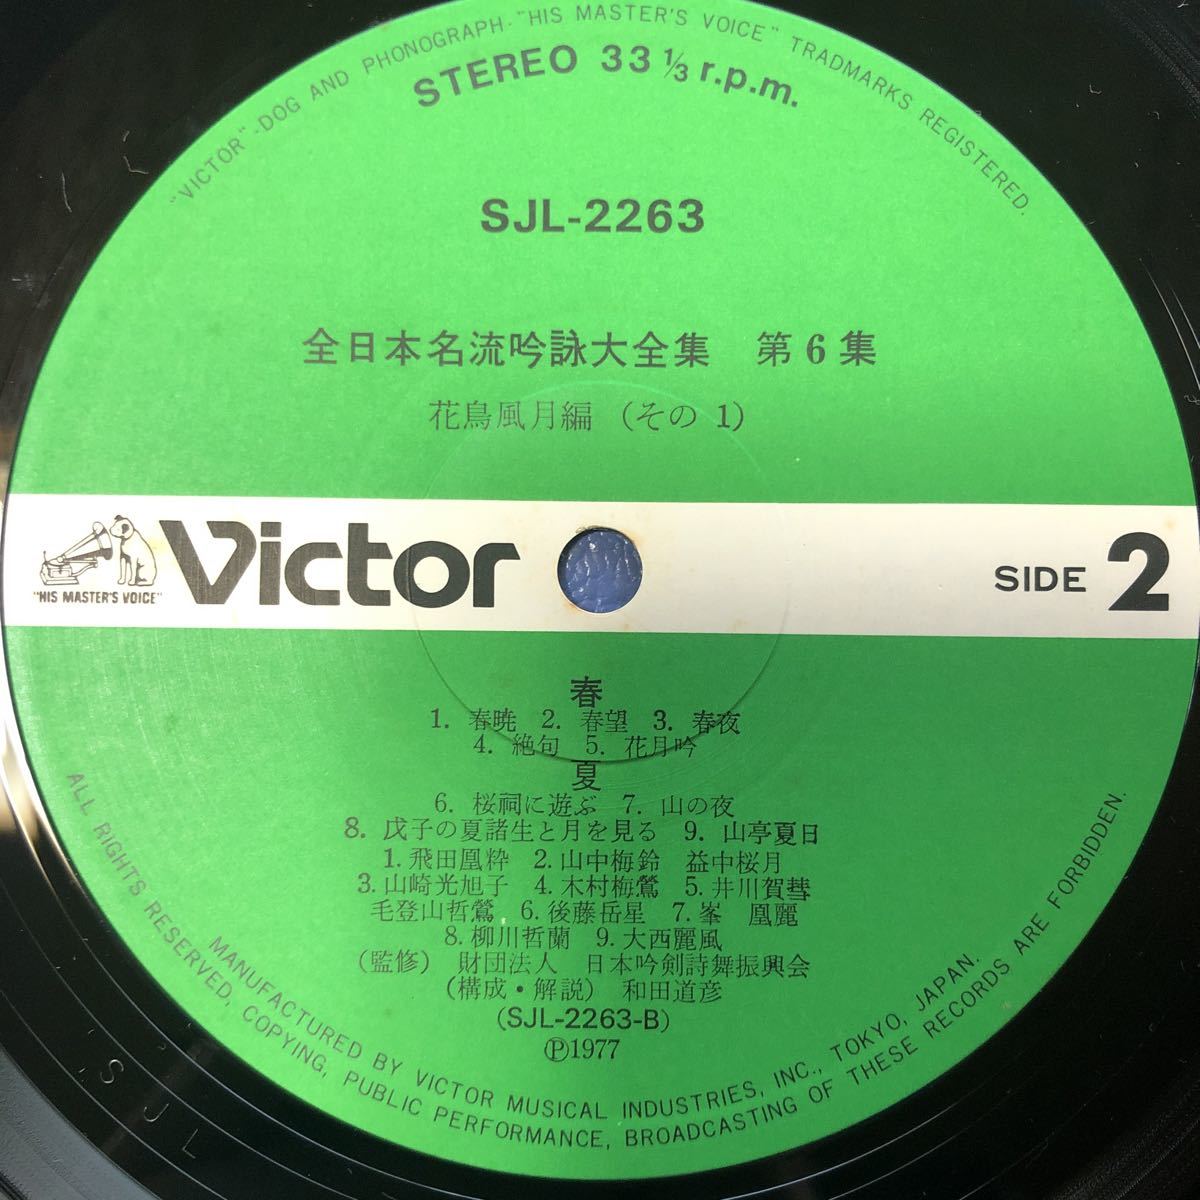 "VICTOR"-DOG AND PHONOGRAPH·"HIS MASTER'S VOICE" TRADMARKS REGISTERED.
STEREO 33 ⅓ r.p.m.
SJL-2263
全日本名流吟詠大全集 第6集
花鳥風月編 (その 1)
"HIS MASTER'S VOICE"
Victor
SIDE 2
春
1. 春暁 2. 春望 3. 春夜
4. 絶句 5. 花月吟
夏
6. 桜祠に遊ぶ 7. 山の夜
8. 戊子の夏諸生と月を見る 9. 山亭夏日
1.飛田凰粋 2.山中梅鈴 益中桜月
3.山崎光旭子 4.木村梅鶯 5.井川賀彗
毛登山哲鶯 6.後藤岳星 7.峯 凰麗
8.柳川哲蘭 9.大西麗風
(監修) 財団法人 日本吟剣詩舞振興会
(構成・解説) 和田道彦
(SJL-2263-B)
Ⓟ1977
ALL RIGHTS RESERVED, COPYING, PUBLIC PERFORMANCE, BROADCASTING OF THESE RECORDS ARE FORBIDDEN.
MANUFACTURED BY VICTOR MUSICAL INDUSTRIES, INC., TOKYO, JAPAN.
S J L